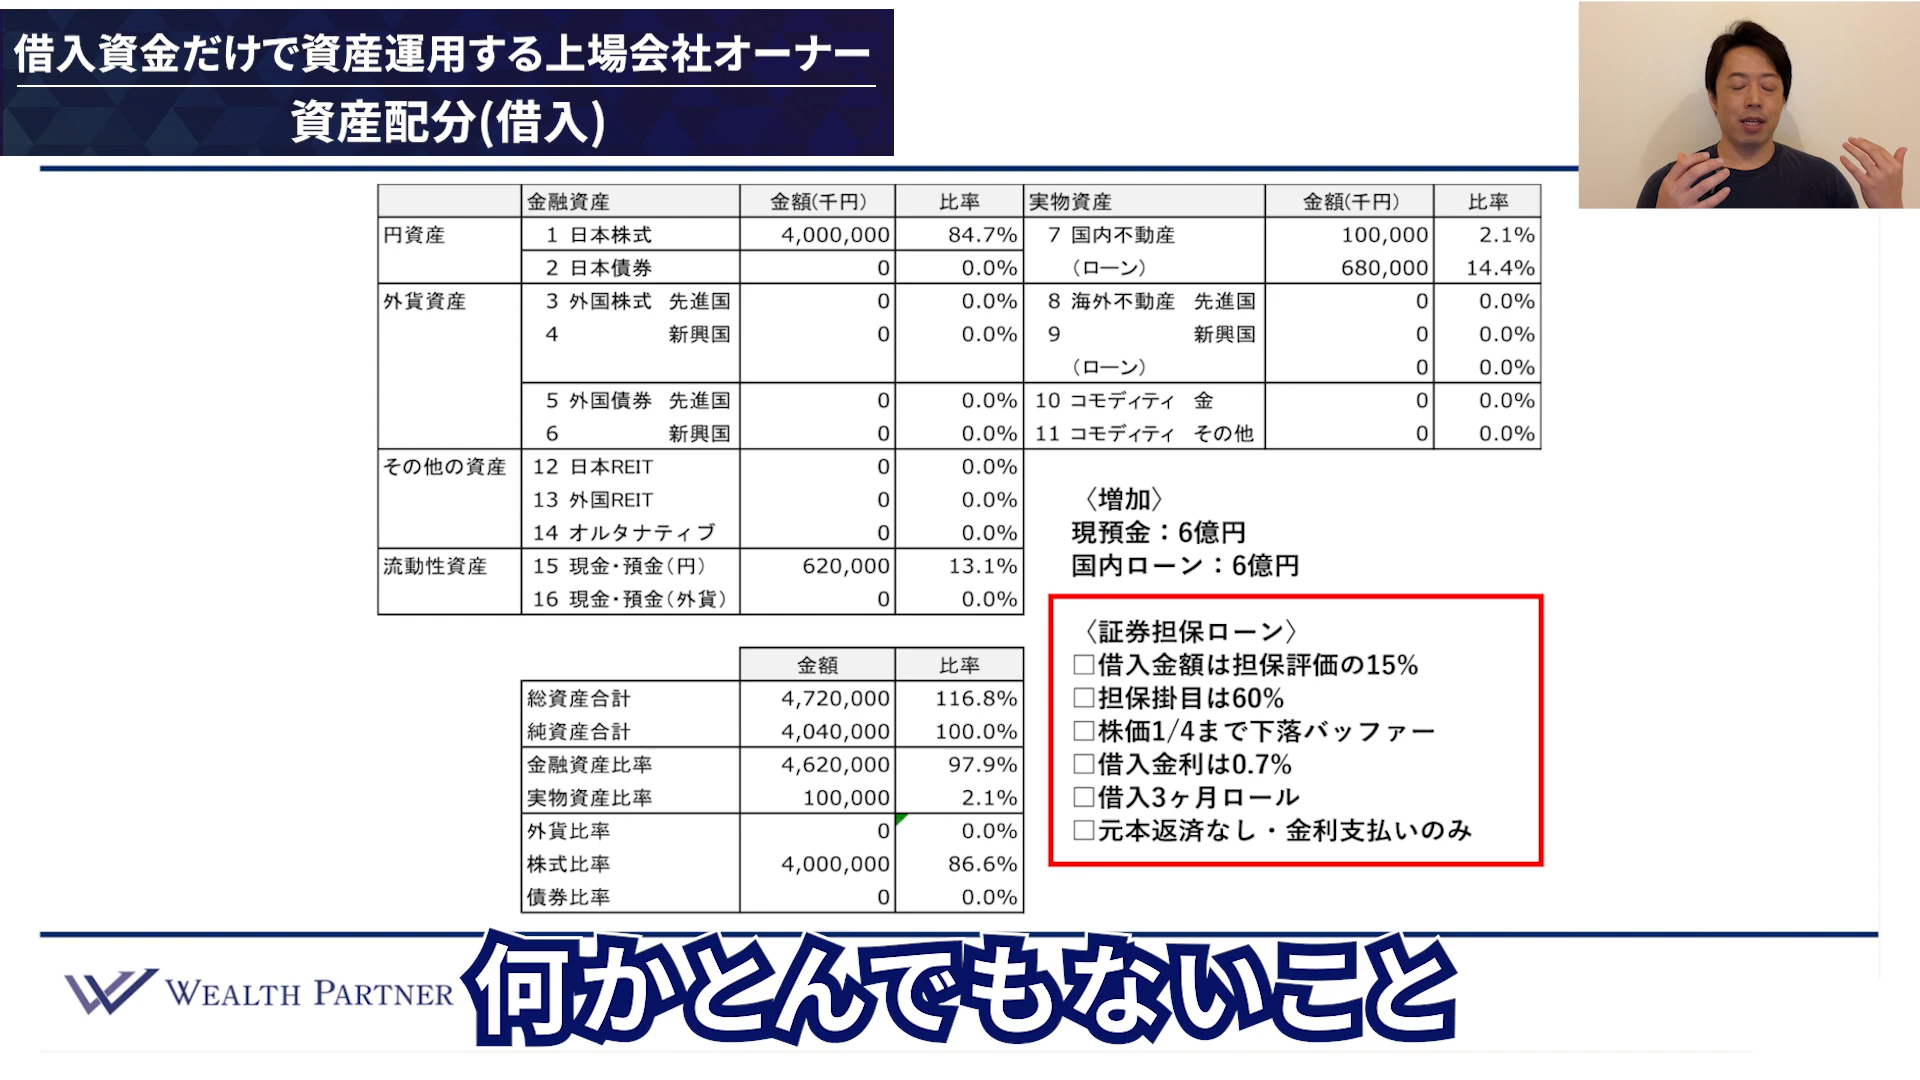 借入資金だけで資産運用する上場会社オーナー
資産配分(借入)
金融資産 金額(千円) 比率 実物資産 金額(千円) 比率
円資産 1 日本株式 4,000,000 84.7% 7 国内不動産 100,000 2.1%
2 日本債券 0 0.0% (ローン) 680,000 14.4%
外貨資産 3 外国株式 先進国 0 0.0% 8 海外不動産 先進国 0 0.0%
4 新興国 0 0.0% 9 新興国 0 0.0%
(ローン) 0 0.0%
5 外国債券 先進国 0 0.0% 10 コモディティ 金 0 0.0%
6 新興国 0 0.0% 11 コモディティ その他 0 0.0%
その他の資産 12 日本REIT 0 0.0%
13 外国REIT 0 0.0%
14 オルタナティブ 0 0.0%
流動性資産 15 現金・預金(円) 620,000 13.1%
16 現金・預金(外貨) 0 0.0%
〈増加〉
現預金：6億円
国内ローン：6億円
〈証券担保ローン〉
□借入金額は担保評価の15%
□担保掛目は60%
□株価1/4まで下落バッファー
□借入金利は0.7%
□借入3ヶ月ロール
□元本返済なし・金利支払いのみ
金額 比率
総資産合計 4,720,000 116.8%
純資産合計 4,040,000 100.0%
金融資産比率 4,620,000 97.9%
実物資産比率 100,000 2.1%
外貨比率 0 0.0%
株式比率 4,000,000 86.6%
債券比率 0 0.0%
WEALTH PARTNER
何かとんでもないこと